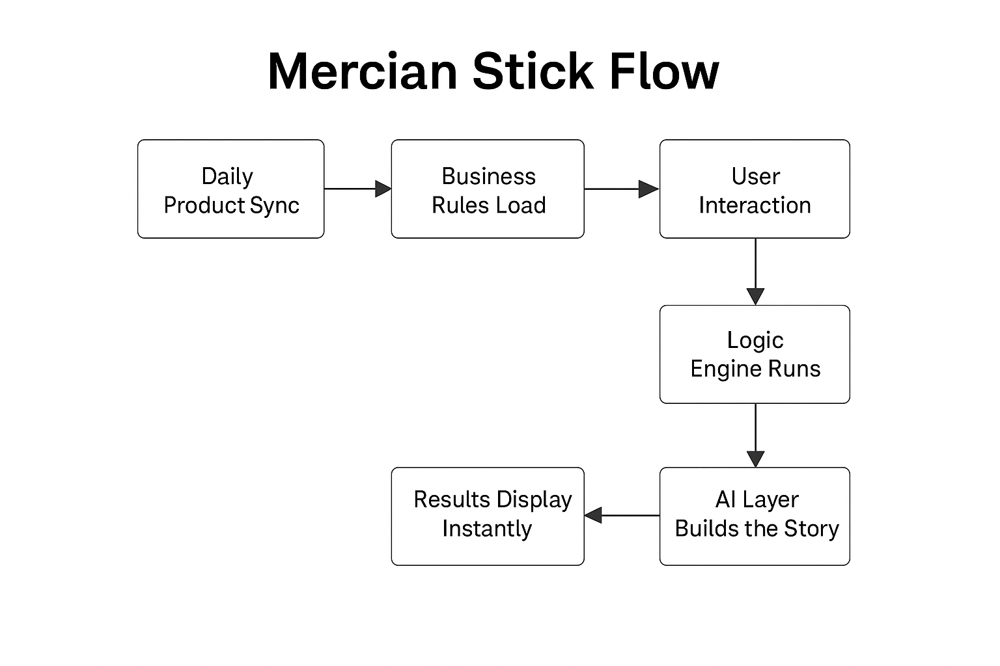 Mercian Stick Flow
Daily
Product Sync
Business
Rules Load
User
Interaction
Logic
Engine Runs
AI Layer
Builds the Story
Results Display
Instantly